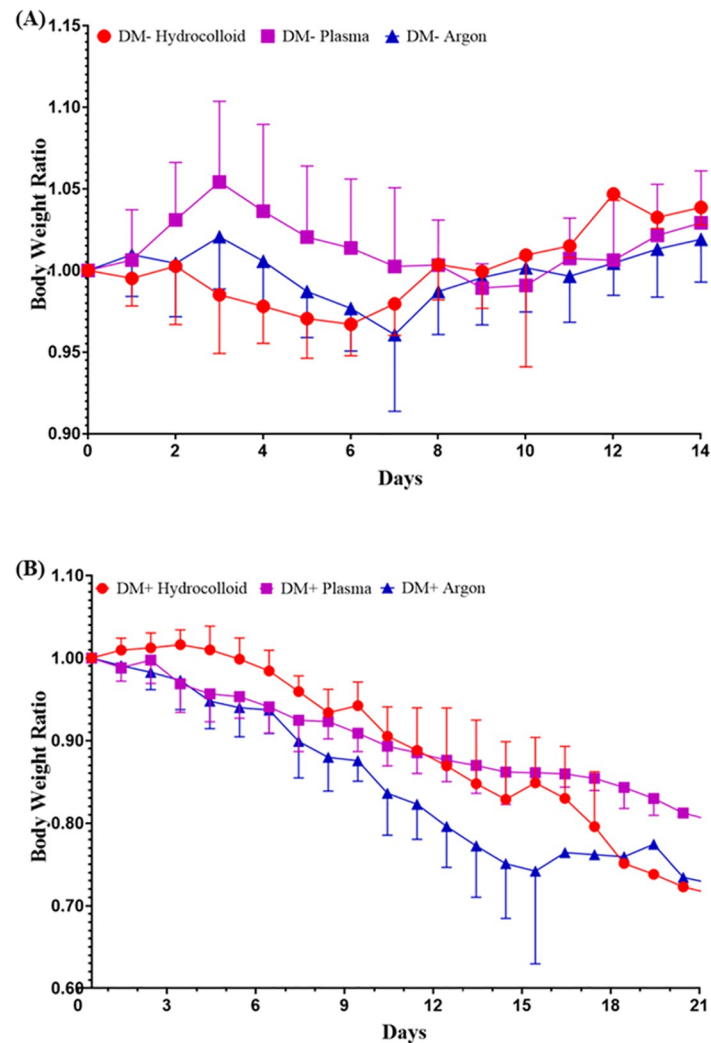 (A)
1.15
DM- Hydrocolloid DM- Plasma DM- Argon
1.10
1.05
1.00
0.95
0.90
Body Weight Ratio
0 2 4 6 8 10 12 14
Days
(B)
1.10
DM+ Hydrocolloid DM+ Plasma DM+ Argon
1.00
0.90
0.80
0.70
0.60
Body Weight Ratio
0 3 6 9 12 15 18 21
Days